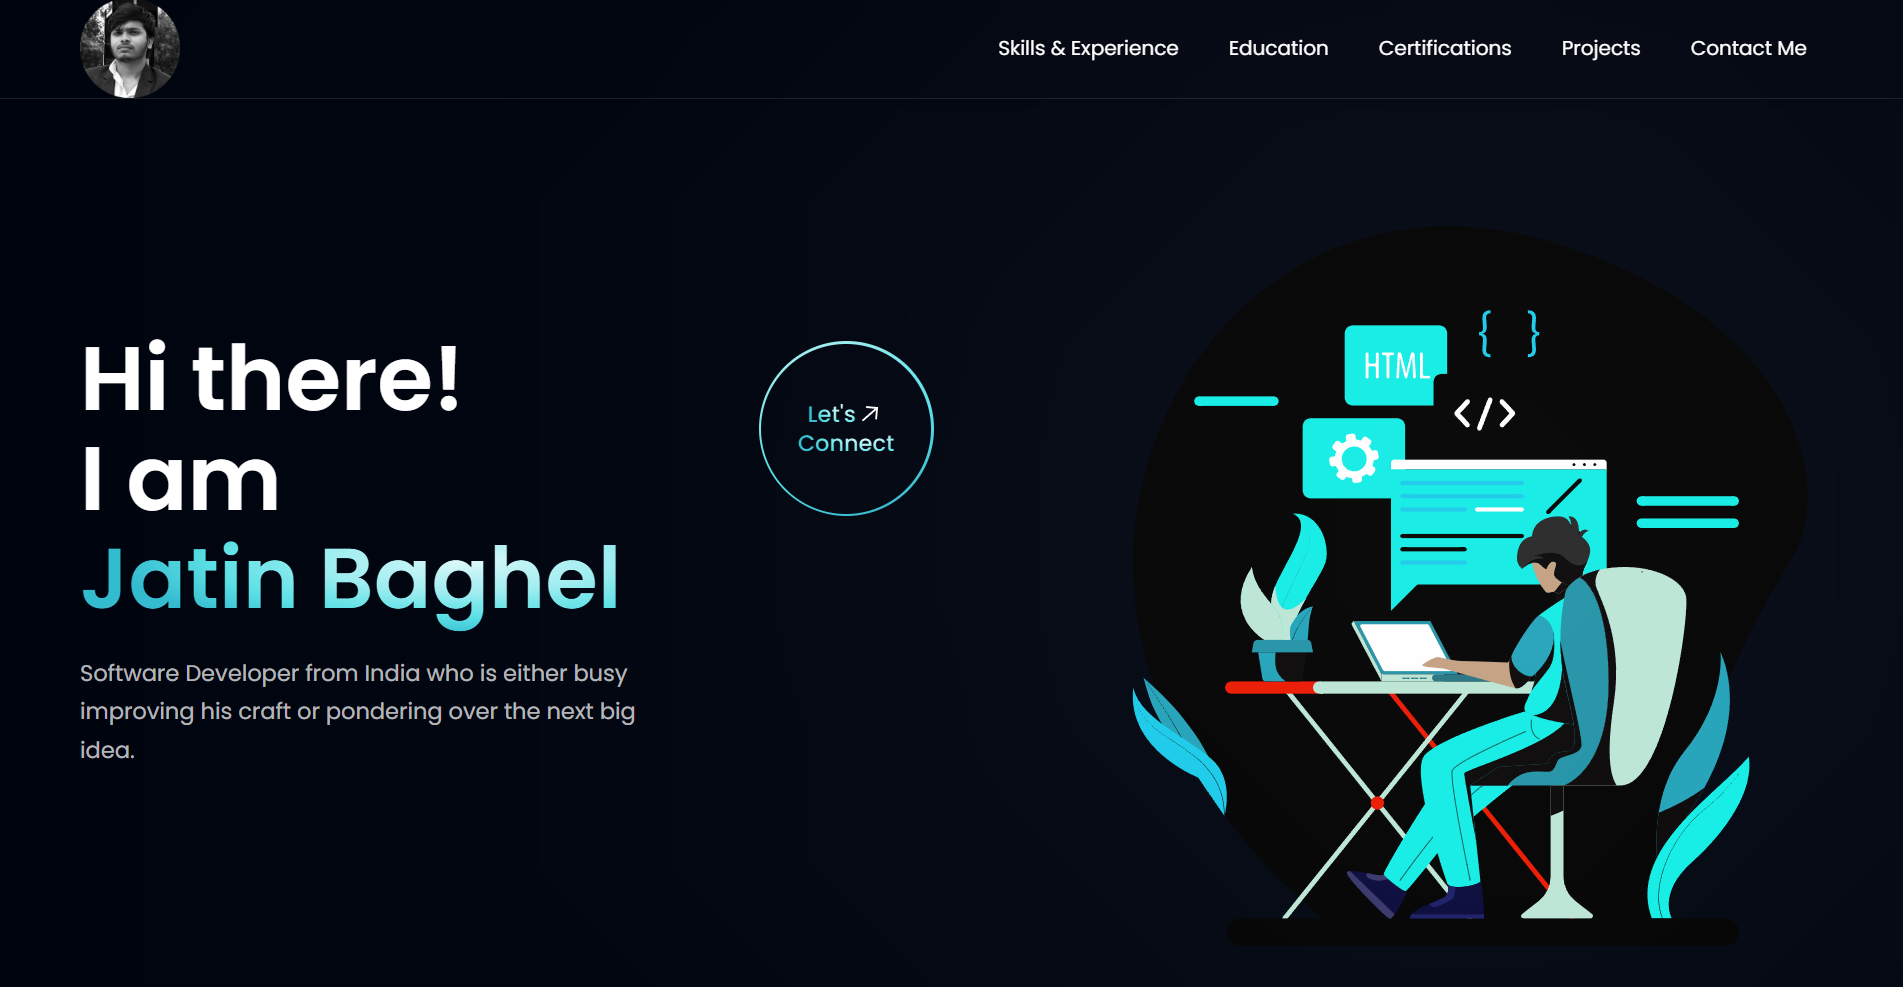 Skills & Experience Education Certifications Projects Contact Me
Hi there!
I am
Jatin Baghel
Software Developer from India who is either busy
improving his craft or pondering over the next big
idea.
Let's
Connect
{ }
HTML
</>